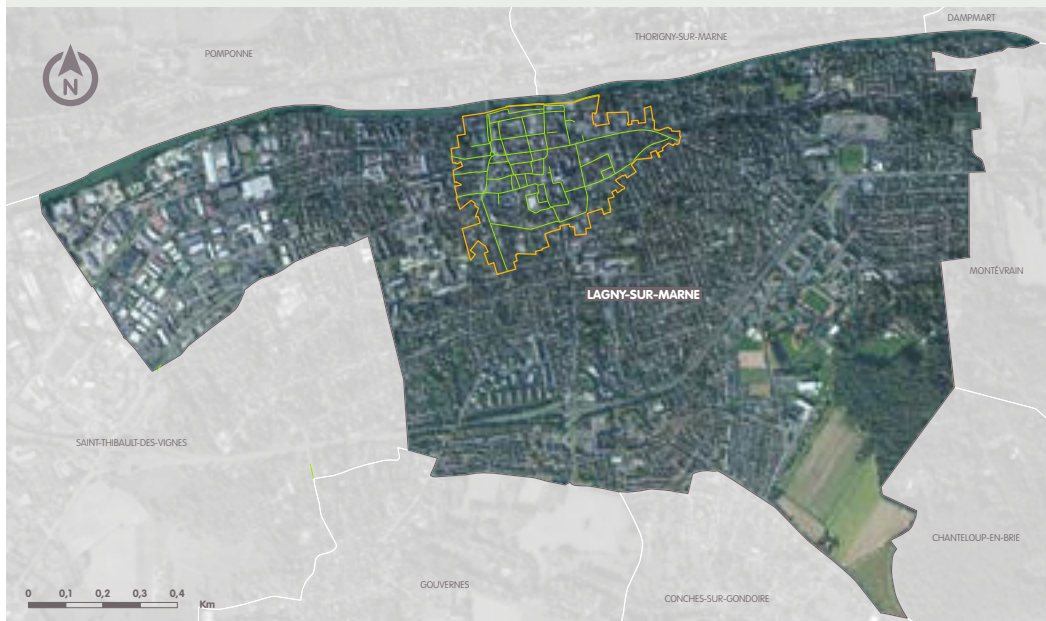 DAMPMART
THORIGNY-SUR-MARNE
POMPONNE
N
MONTÉVRAIN
LAGNY-SUR-MARNE
SAINT-THIBAULT-DES-VIGNES
CHANTELOUP-EN-BRIE
GOUVERNES
CONCHES-SUR-GONDOIRE
0 0,1 0,2 0,3 0,4 Km